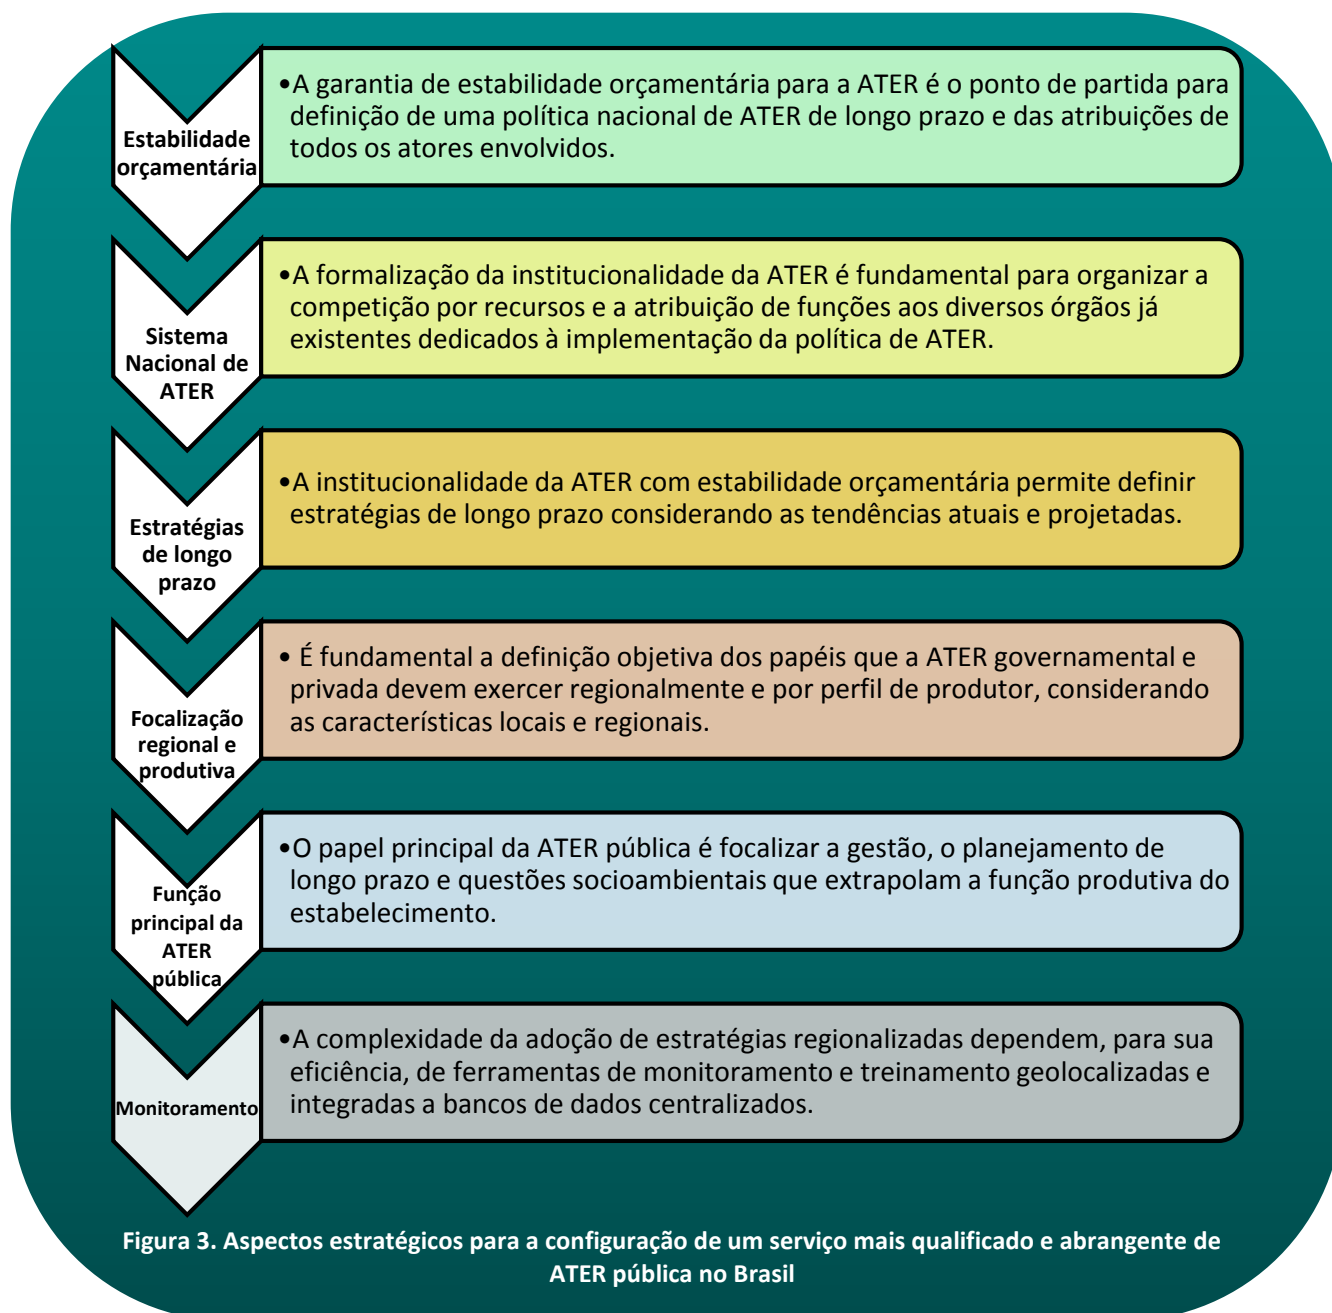 Estabilidade
orçamentária
•A garantia de estabilidade orçamentária para a ATER é o ponto de partida para
definição de uma política nacional de ATER de longo prazo e das atribuições de
todos os atores envolvidos.
Sistema
Nacional de
ATER
•A formalização da institucionalidade da ATER é fundamental para organizar a
competição por recursos e a atribuição de funções aos diversos órgãos já
existentes dedicados à implementação da política de ATER.
Estratégias
de longo
prazo
•A institucionalidade da ATER com estabilidade orçamentária permite definir
estratégias de longo prazo considerando as tendências atuais e projetadas.
Focalização
regional e
produtiva
• É fundamental a definição objetiva dos papéis que a ATER governamental e
privada devem exercer regionalmente e por perfil de produtor, considerando
as características locais e regionais.
Função
principal da
ATER
pública
•O papel principal da ATER pública é focalizar a gestão, o planejamento de
longo prazo e questões socioambientais que extrapolam a função produtiva do
estabelecimento.
Monitoramento
•A complexidade da adoção de estratégias regionalizadas dependem, para sua
eficiência, de ferramentas de monitoramento e treinamento geolocalizadas e
integradas a bancos de dados centralizados.
Figura 3. Aspectos estratégicos para a configuração de um serviço mais qualificado e abrangente de
ATER pública no Brasil